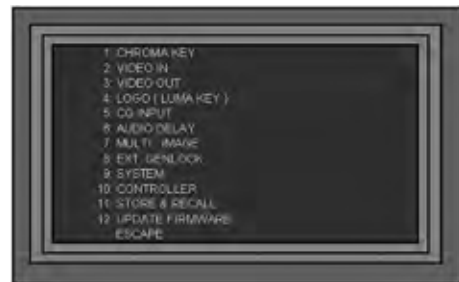 1 CHROMA KEY
2 VIDEO IN
3 VIDEO OUT
4 LOGO ( LUMA KEY )
5 CG INPUT
6 AUDIO DELAY
7 MULTI IMAGE
8 EXT. GENLOCK
9 SYSTEM
10 CONTROLLER
11 STORE & RECALL
12 UPDATE FIRMWARE
ESCAPE